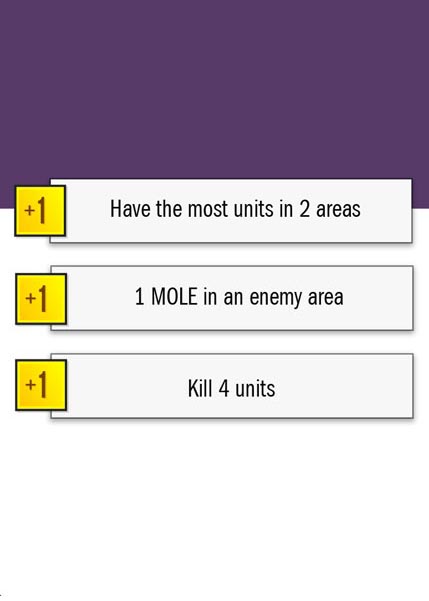 +1 Have the most units in 2 areas
+1 1 MOLE in an enemy area
+1 Kill 4 units